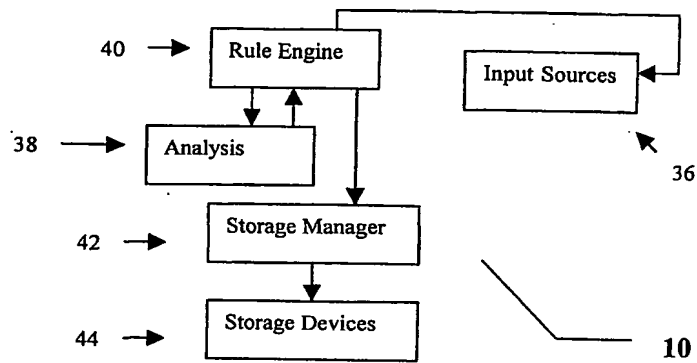 40
Rule Engine
Input Sources
38
Analysis
36
42
Storage Manager
44
Storage Devices
10